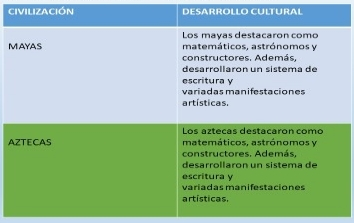 CIVILIZACIÓN
DESARROLLO CULTURAL
MAYAS
Los mayas destacaron como
matemáticos, astrónomos y
constructores. Además,
desarrollaron un sistema de
escritura y
variadas manifestaciones
artísticas.
AZTECAS
Los aztecas destacaron como
matemáticos, astrónomos y
constructores. Además,
desarrollaron un sistema de
escritura y
variadas manifestaciones
artísticas.